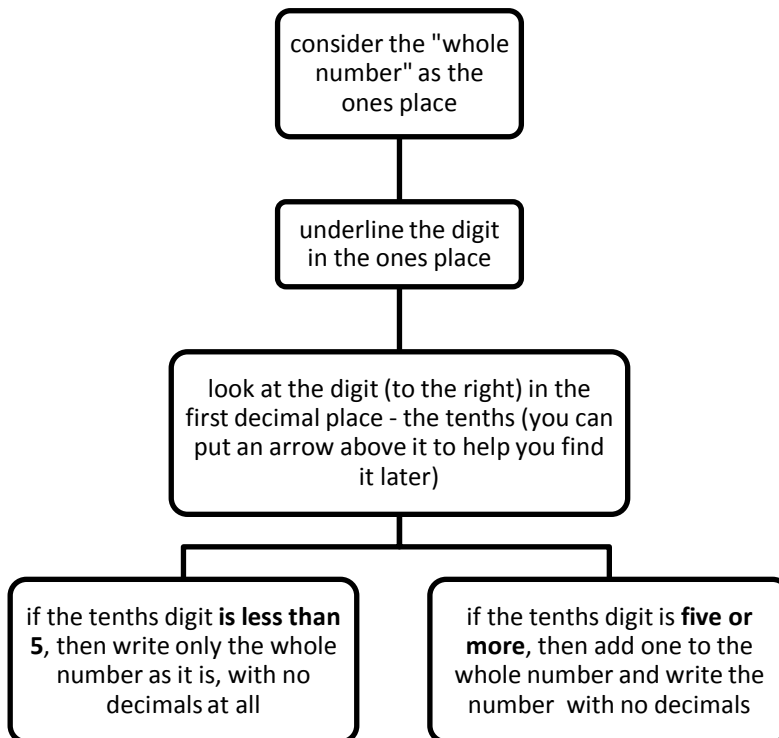 consider the "whole
number" as the
ones place
underline the digit
in the ones place
look at the digit (to the right) in the
first decimal place - the tenths (you can
put an arrow above it to help you find
it later)
if the tenths digit is less than
5, then write only the whole
number as it is, with no
decimals at all
if the tenths digit is five or
more, then add one to the
whole number and write the
number with no decimals